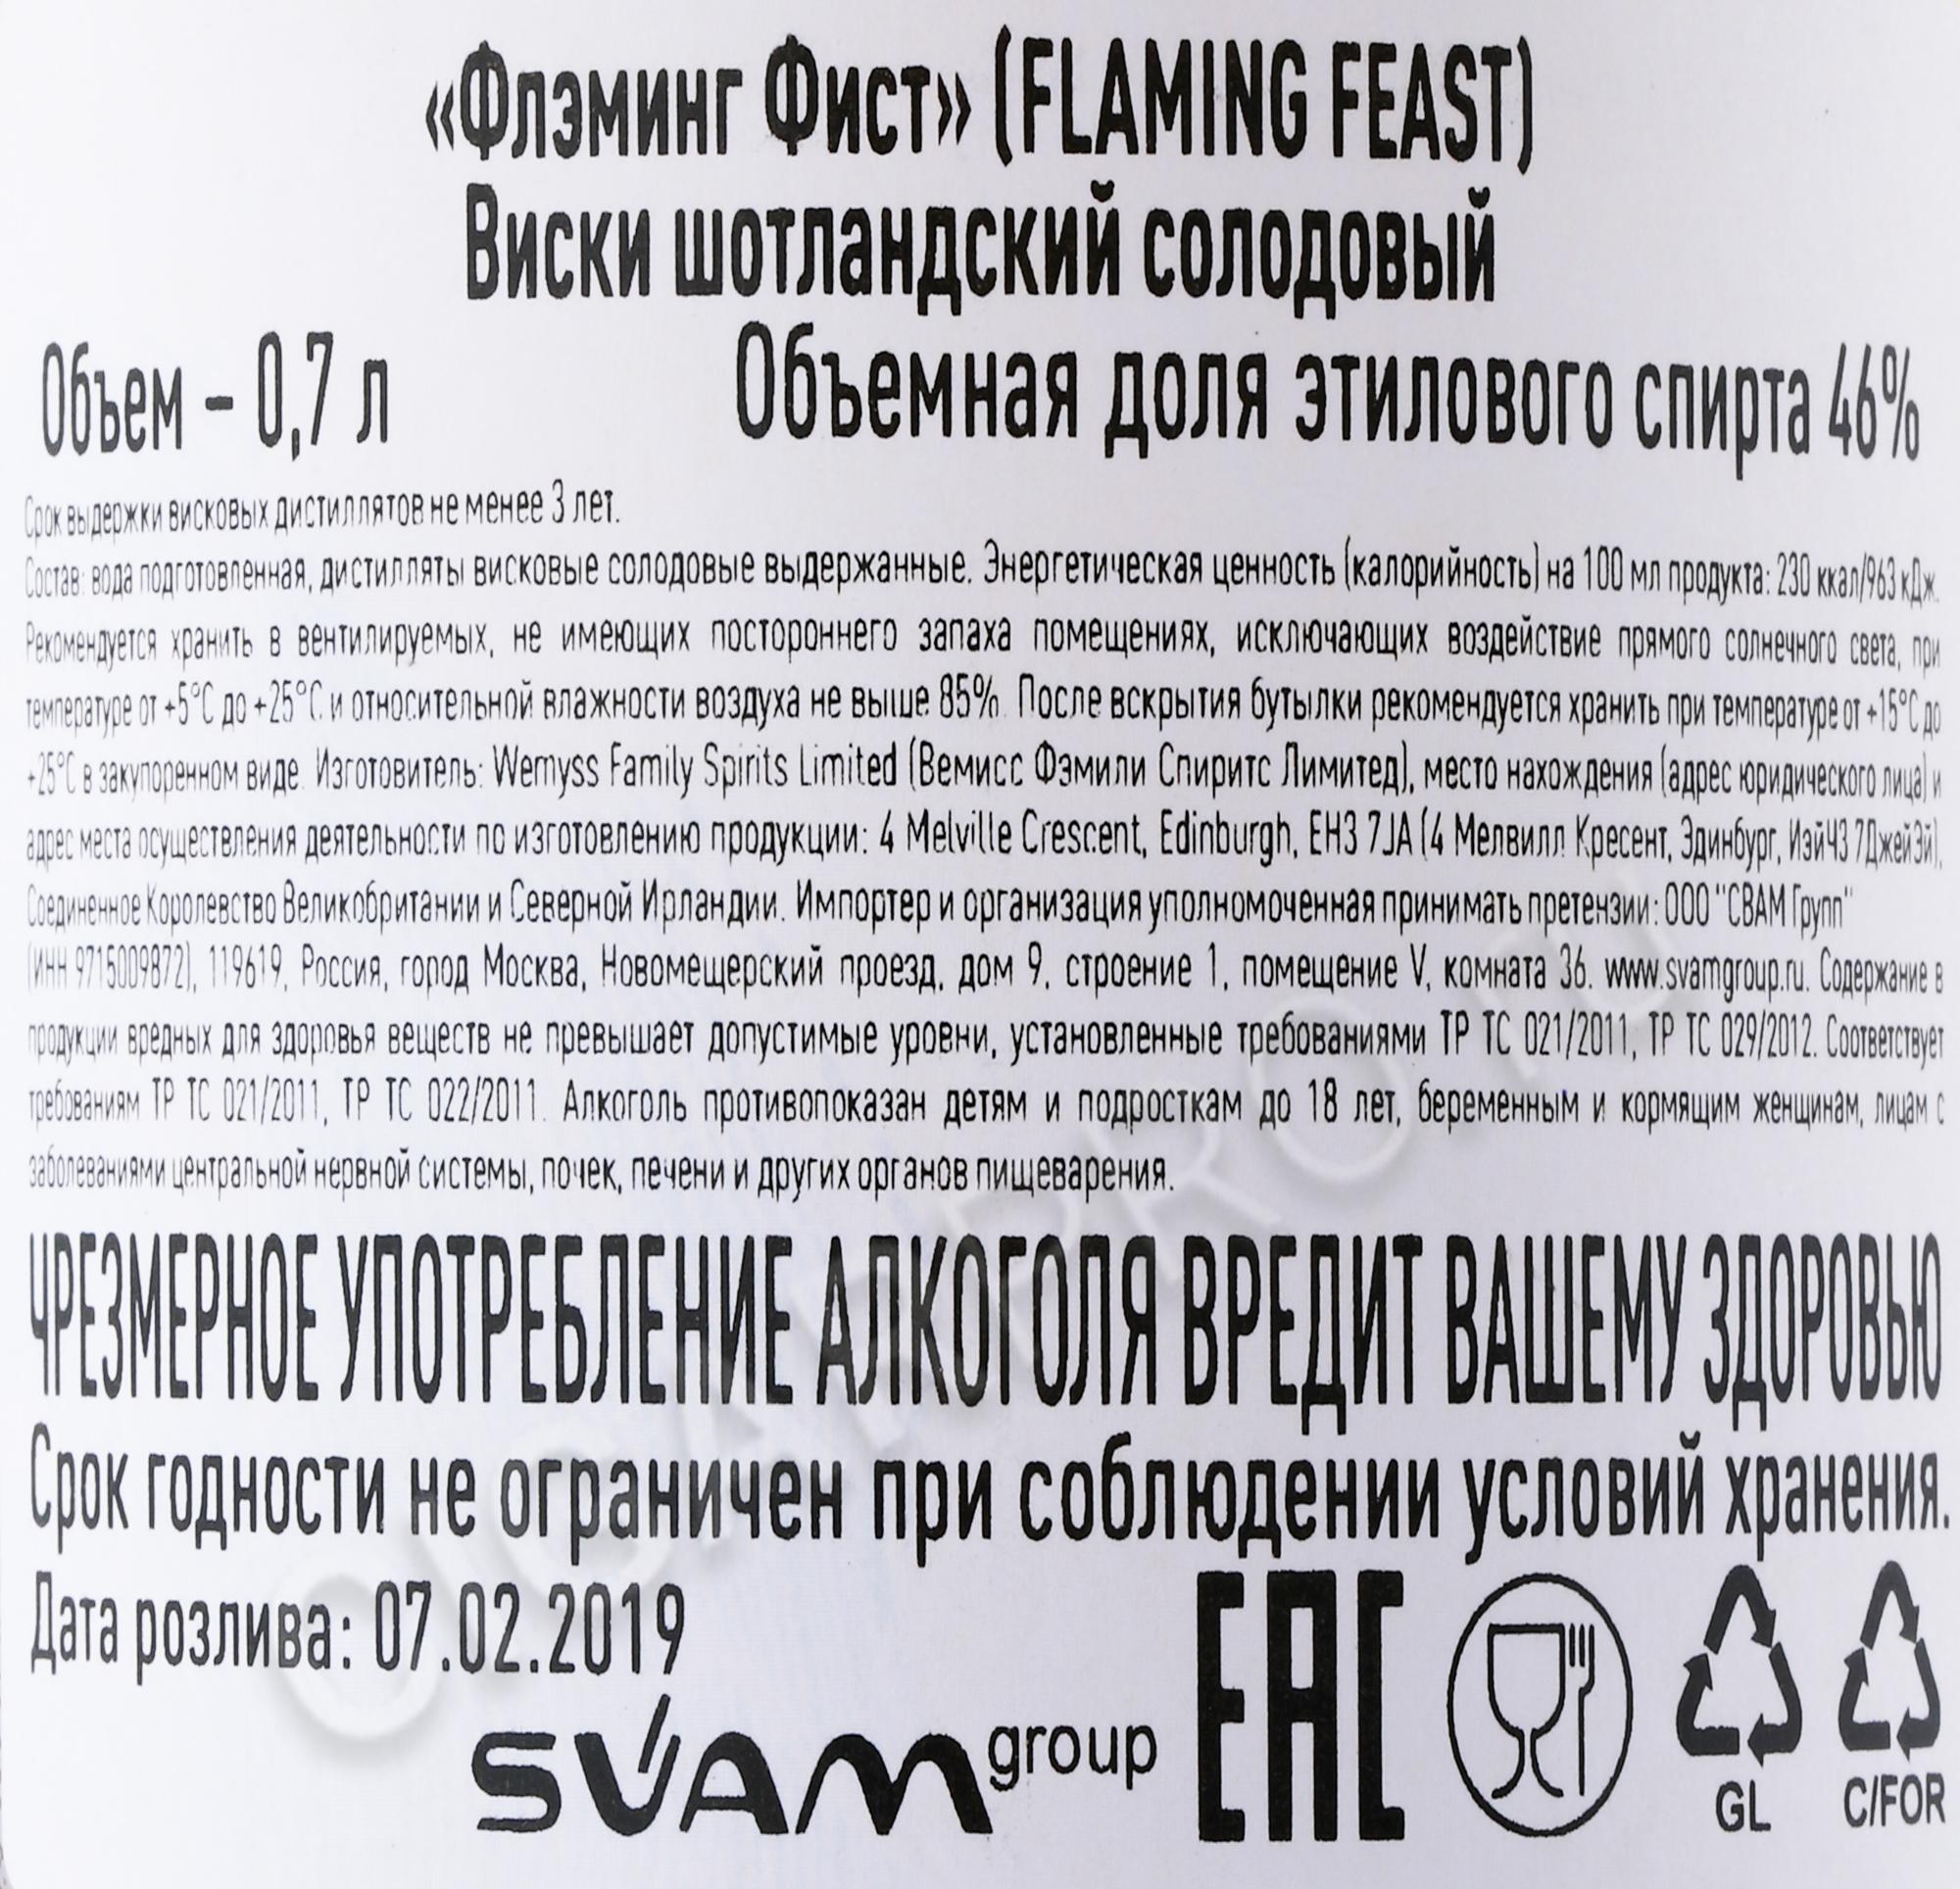 «Флэминг Фист» (FLAMING FEAST)
Виски шотландский солодовый
Объем – 0,7 л Объемная доля этилового спирта 46%
Срок выдержки висковых дистиллятов не менее 3 лет.
Состав: вода подготовленная, дистилляты висковые солодовые выдержанные. Энергетическая ценность (калорийность) на 100 мл продукта: 230 ккал/963 кДж.
Рекомендуется хранить в вентилируемых, не имеющих постороннего запаха помещениях, исключающих воздействие прямого солнечного света, при
температуре от +5°C до +25°C и относительной влажности воздуха не выше 85%. После вскрытия бутылки рекомендуется хранить при температуре от +15°C до
+25°C в закупоренном виде. Изготовитель: Wemyss Family Spirits Limited (Вемисс Фэмили Спиритс Лимитед), место нахождения (адрес юридического лица) и
адрес места осуществления деятельности по изготовлению продукции: 4 Melville Crescent, Edinburgh, EH3 7JA (4 Мелвилл Кресент, Эдинбург, ИэйЧ3 7ДжейЭй),
Соединенное Королевство Великобритании и Северной Ирландии. Импортер и организация уполномоченная принимать претензии: ООО "СВАМ Групп"
(ИНН 9715009872), 119619, Россия, город Москва, Новомещерский проезд, дом 9, строение 1, помещение V, комната 36. www.svamgroup.ru. Содержание в
продукции вредных для здоровья веществ не превышает допустимые уровни, установленные требованиями ТР ТС 021/2011, ТР ТС 029/2012. Соответствует
требованиям ТР ТС 021/2011, ТР ТС 022/2011. Алкоголь противопоказан детям и подросткам до 18 лет, беременным и кормящим женщинам, лицам с
заболеваниями центральной нервной системы, почек, печени и других органов пищеварения.
ЧРЕЗМЕРНОЕ УПОТРЕБЛЕНИЕ АЛКОГОЛЯ ВРЕДИТ ВАШЕМУ ЗДОРОВЬЮ
Срок годности не ограничен при соблюдении условий хранения.
Дата розлива: 07.02.2019
SVAM group EAC GL C/FOR
CIGARPRO.ru